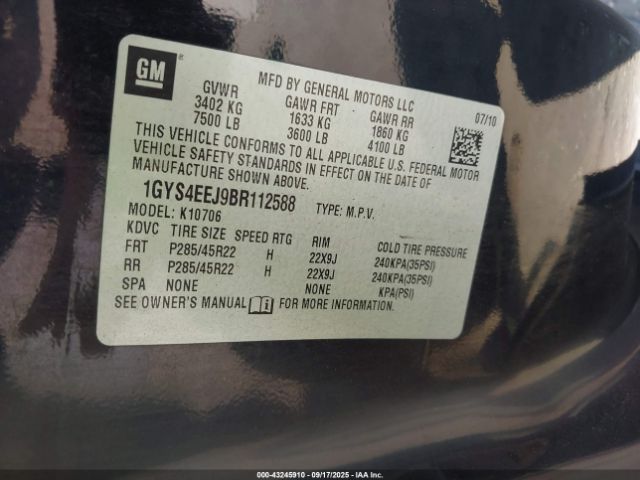 GM
MFD BY GENERAL MOTORS LLC
07/10
GVWR GAWR FRT GAWR RR
3402 KG 1633 KG 1860 KG
7500 LB 3600 LB 4100 LB
THIS VEHICLE CONFORMS TO ALL APPLICABLE U.S. FEDERAL MOTOR
VEHICLE SAFETY STANDARDS IN EFFECT ON THE DATE OF
MANUFACTURE SHOWN ABOVE.
1GYS4EEJ9BR112588 TYPE: M.P.V.
MODEL: K10706
KDVC TIRE SIZE SPEED RTG RIM COLD TIRE PRESSURE
FRT P285/45R22 H 22X9J 240KPA(35PSI)
RR P285/45R22 H 22X9J 240KPA(35PSI)
SPA NONE NONE KPA(PSI)
SEE OWNER'S MANUAL FOR MORE INFORMATION.
000-43245910 - 09/17/2025 - IAA, Inc.